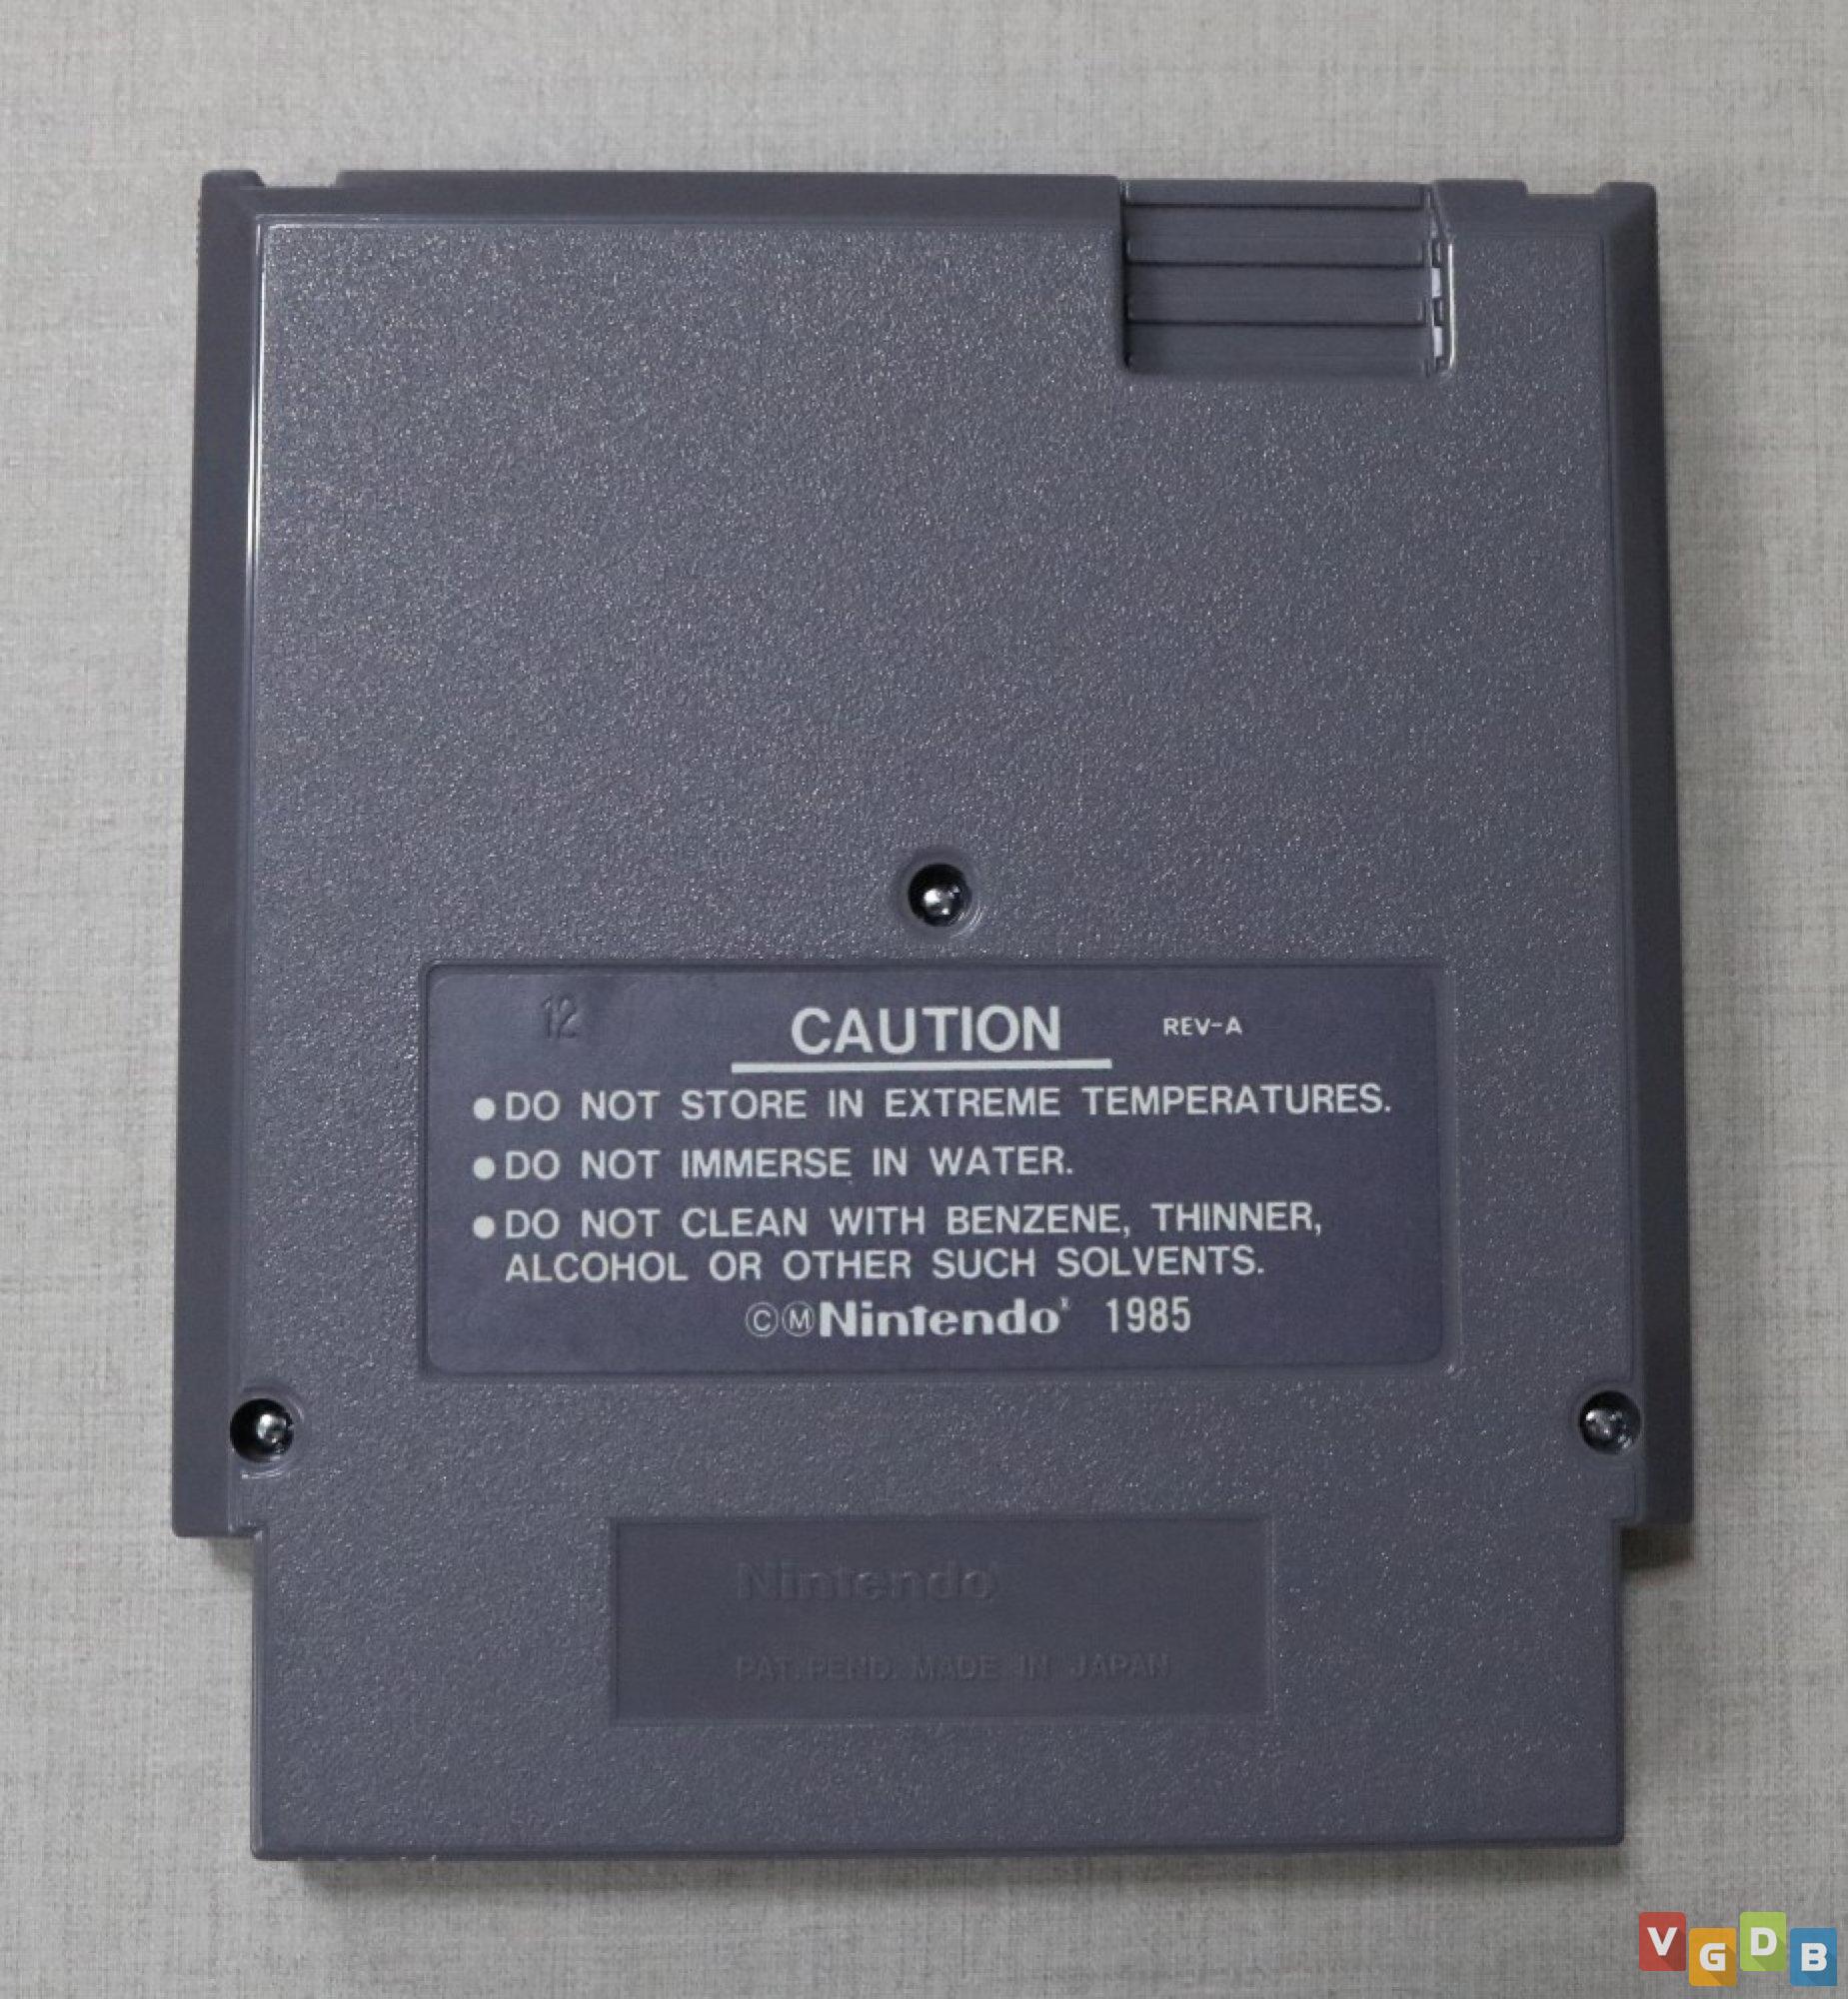 12
CAUTION REV-A
●DO NOT STORE IN EXTREME TEMPERATURES.
●DO NOT IMMERSE IN WATER.
●DO NOT CLEAN WITH BENZENE, THINNER,
ALCOHOL OR OTHER SUCH SOLVENTS.
ⒸⓂNintendo® 1985
Nintendo
PAT. PEND. MADE IN JAPAN
VGDB